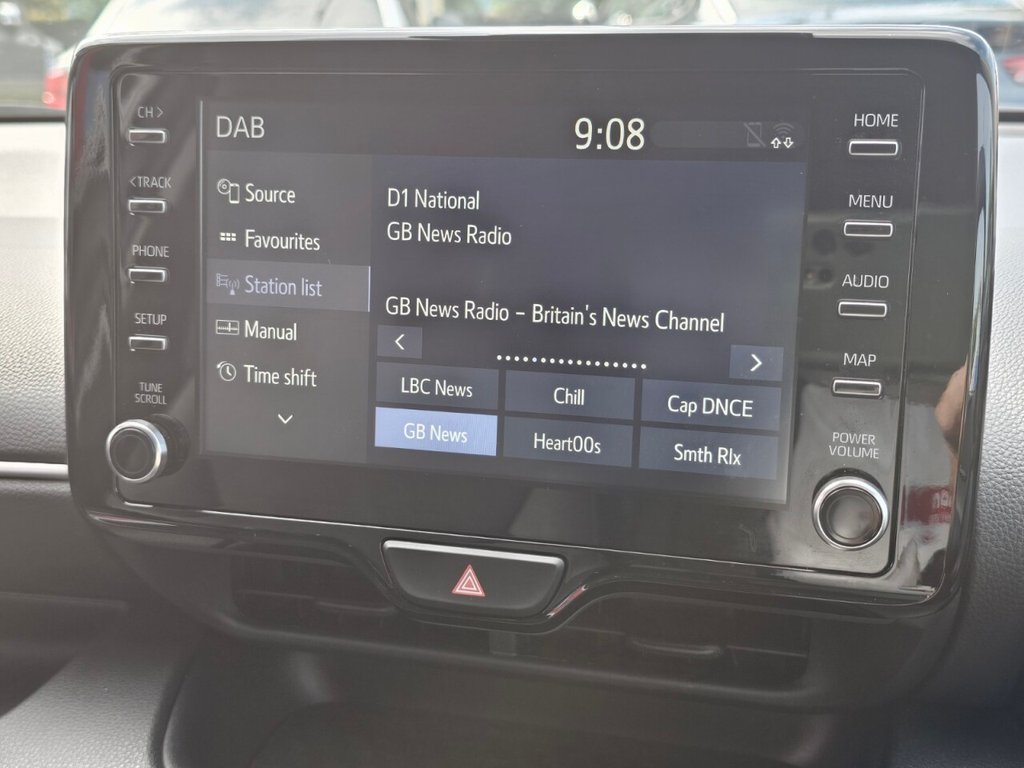 CH >
<TRACK
PHONE
SETUP
TUNE
SCROLL
DAB
9:08
Source
Favourites
Station list
Manual
Time shift
D1 National
GB News Radio
GB News Radio – Britain's News Channel
<
>
LBC News
Chill
Cap DNCE
GB News
Heart00s
Smth Rlx
HOME
MENU
AUDIO
MAP
POWER
VOLUME